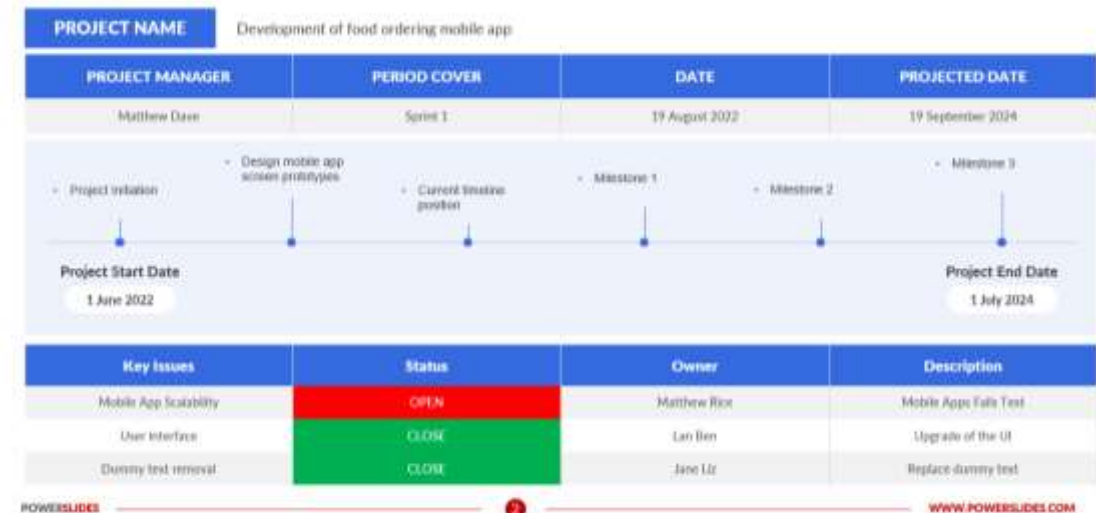 PROJECT NAME Development of food ordering mobile app
PROJECT MANAGER PERIOD COVER DATE PROJECTED DATE
Matthew Dave Sprint 1 19 August 2022 19 September 2024
- Project Initiation
- Design mobile app
screen prototypes
- Current timeline
position
- Milestone 1
- Milestone 2
- Milestone 3
Project Start Date
1 June 2022
Project End Date
1 July 2024
Key Issues Status Owner Description
Mobile App Scalability OPEN Matthew Rice Mobile Apps Fails Test
User Interface CLOSE Lan Ben Upgrade of the UI
Dummy text removal CLOSE Jane Liz Replace dummy text
POWERSLIDES 2 WWW.POWERSLIDES.COM